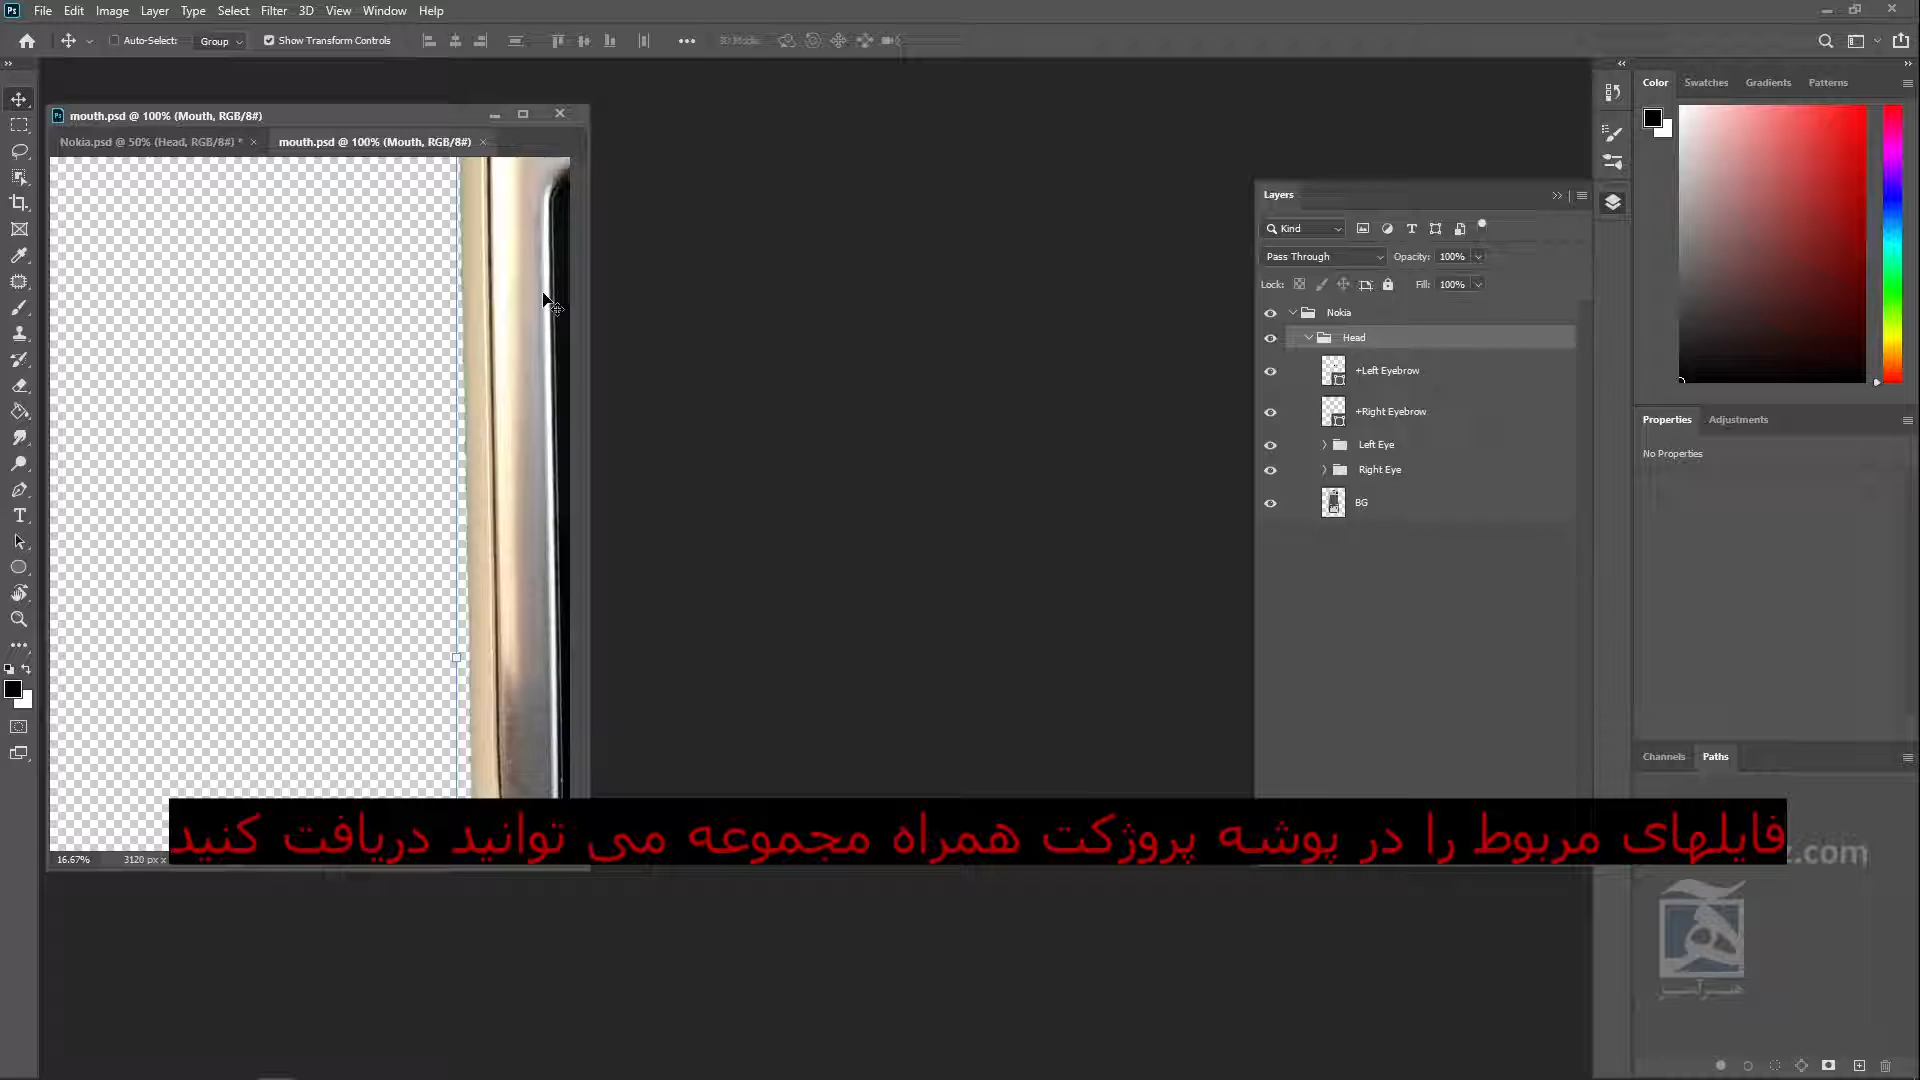 File Edit Image Layer Type Select Filter 3D View Window Help
Auto-Select: Group Show Transform Controls 3D Mode:
mouth.psd @ 100% (Mouth, RGB/8#)
Nokia.psd @ 50% (Head, RGB/8#) * mouth.psd @ 100% (Mouth, RGB/8#)
Color Swatches Gradients Patterns
Layers
Kind
Pass Through Opacity: 100%
Lock: Fill: 100%
Nokia
Head
+Left Eyebrow
+Right Eyebrow
Left Eye
Right Eye
BG
Properties Adjustments
No Properties
Channels Paths
16.67% 3120 px x
فایلهای مربوط را در پوشه پروژکت همراه مجموعه می توانید دریافت کنید
z.com